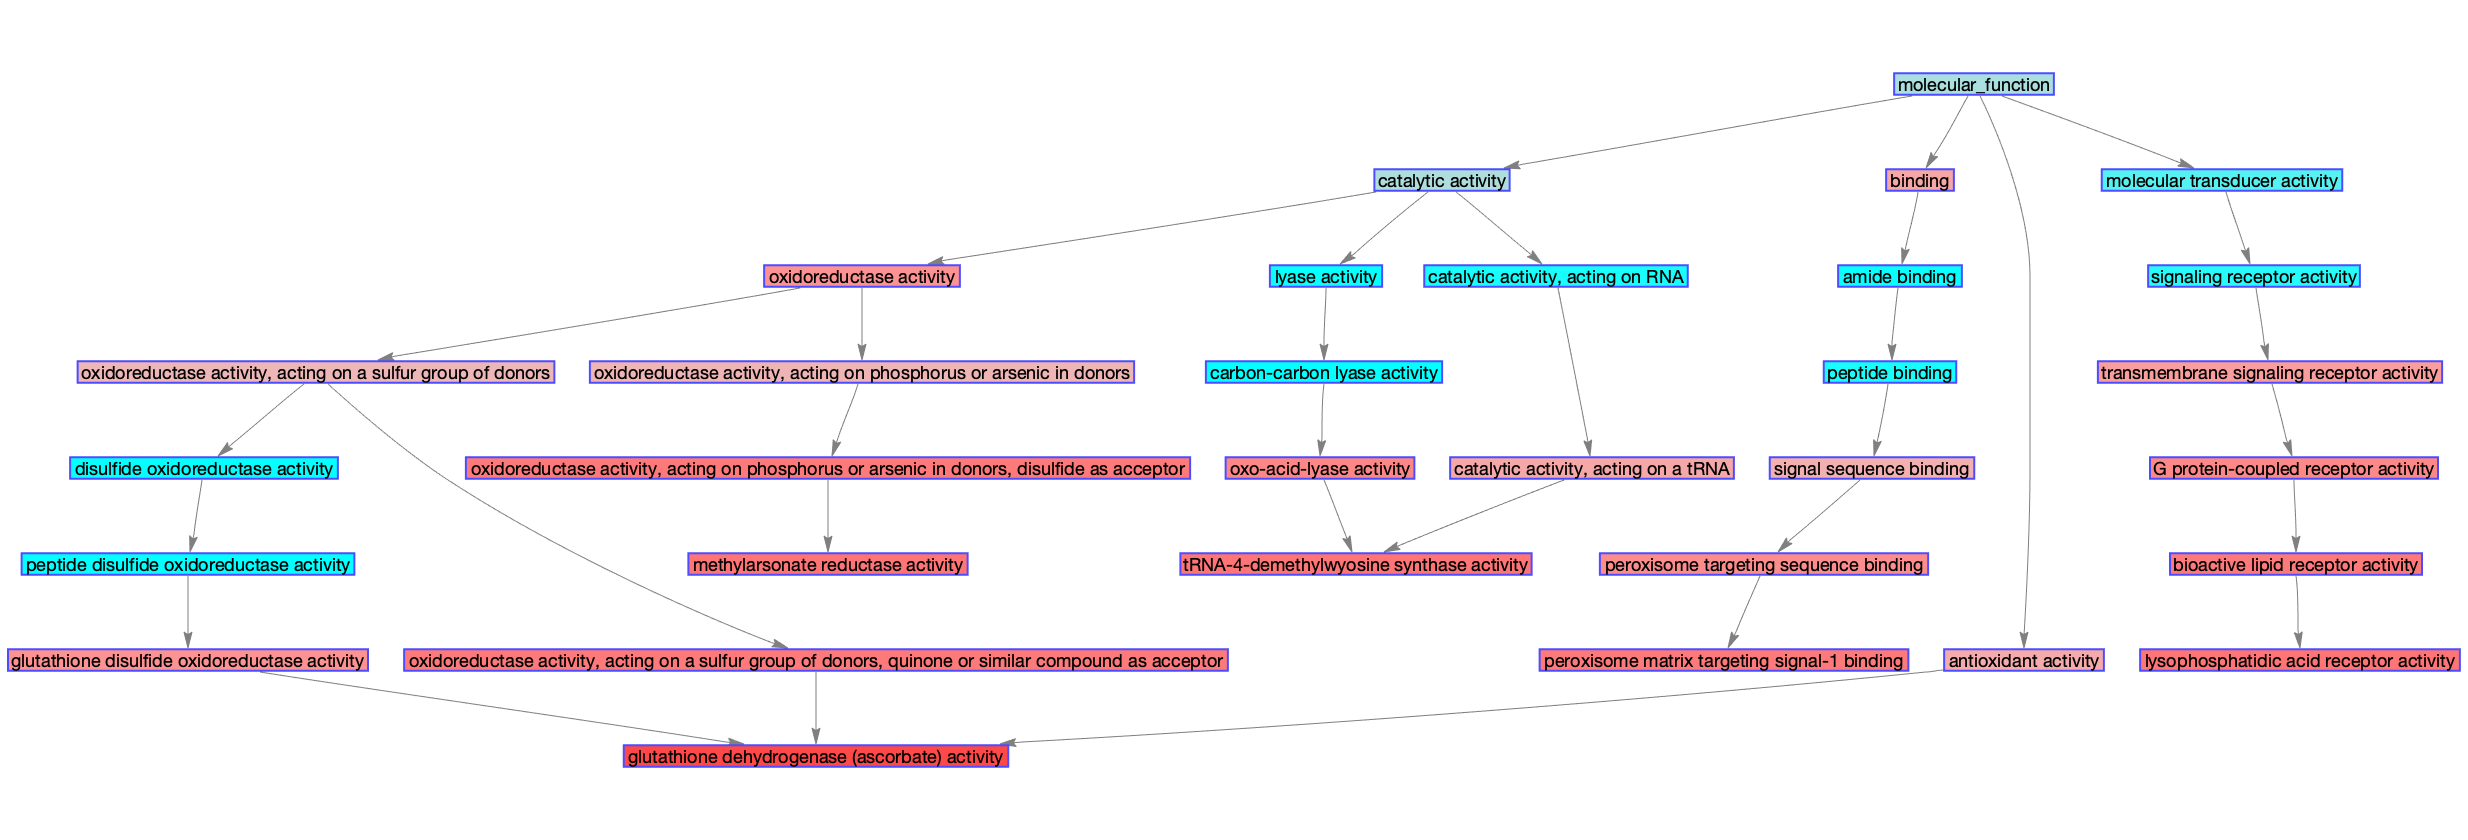 molecular_function
catalytic activity
binding
molecular transducer activity
oxidoreductase activity
lyase activity
catalytic activity, acting on RNA
amide binding
signaling receptor activity
oxidoreductase activity, acting on a sulfur group of donors
oxidoreductase activity, acting on phosphorus or arsenic in donors
carbon-carbon lyase activity
peptide binding
transmembrane signaling receptor activity
disulfide oxidoreductase activity
oxidoreductase activity, acting on phosphorus or arsenic in donors, disulfide as acceptor
oxo-acid-lyase activity
catalytic activity, acting on a tRNA
signal sequence binding
G protein-coupled receptor activity
peptide disulfide oxidoreductase activity
methylarsonate reductase activity
tRNA-4-demethylwyosine synthase activity
peroxisome targeting sequence binding
bioactive lipid receptor activity
glutathione disulfide oxidoreductase activity
oxidoreductase activity, acting on a sulfur group of donors, quinone or similar compound as acceptor
peroxisome matrix targeting signal-1 binding
antioxidant activity
lysophosphatidic acid receptor activity
glutathione dehydrogenase (ascorbate) activity